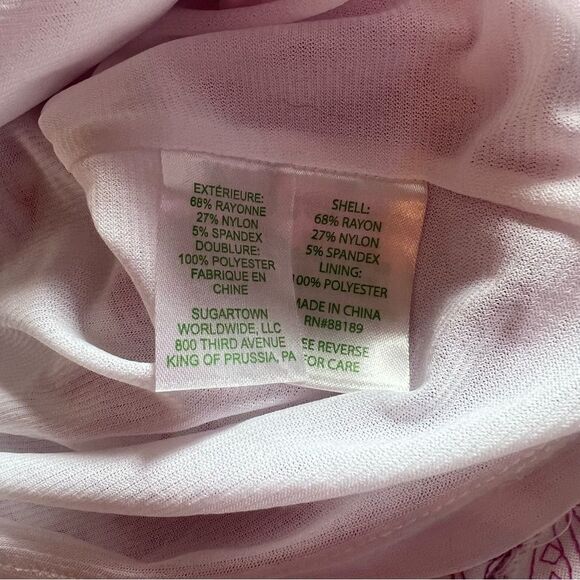 EXTÉRIEURE:
68% RAYONNE
27% NYLON
5% SPANDEX
DOUBLURE:
100% POLYESTER
FABRIQUE EN
CHINE
SUGARTOWN
WORLDWIDE, LLC
800 THIRD AVENUE
KING OF PRUSSIA, PA
SHELL:
68% RAYON
27% NYLON
5% SPANDEX
LINING:
100% POLYESTER
MADE IN CHINA
RN#88189
EE REVERSE
FOR CARE